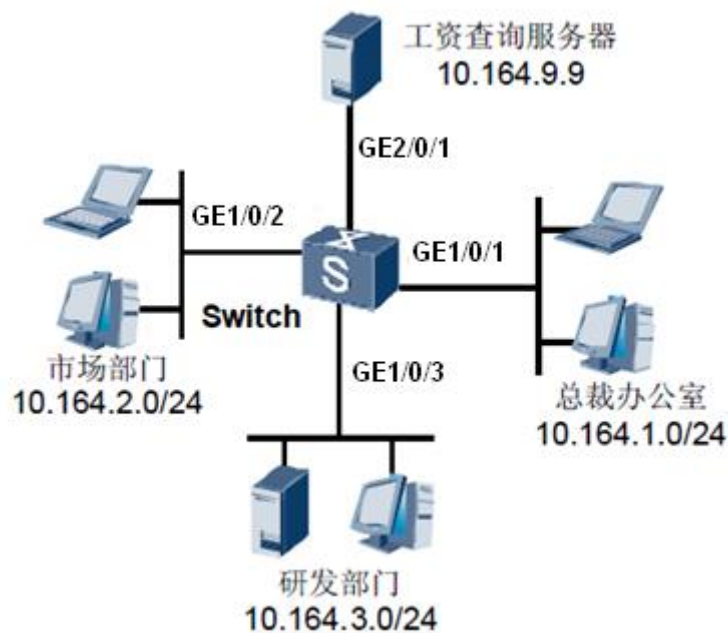 工资查询服务器
10.164.9.9
GE2/0/1
GE1/0/2
GE1/0/1
S
Switch
GE1/0/3
市场部门
10.164.2.0/24
总裁办公室
10.164.1.0/24
研发部门
10.164.3.0/24